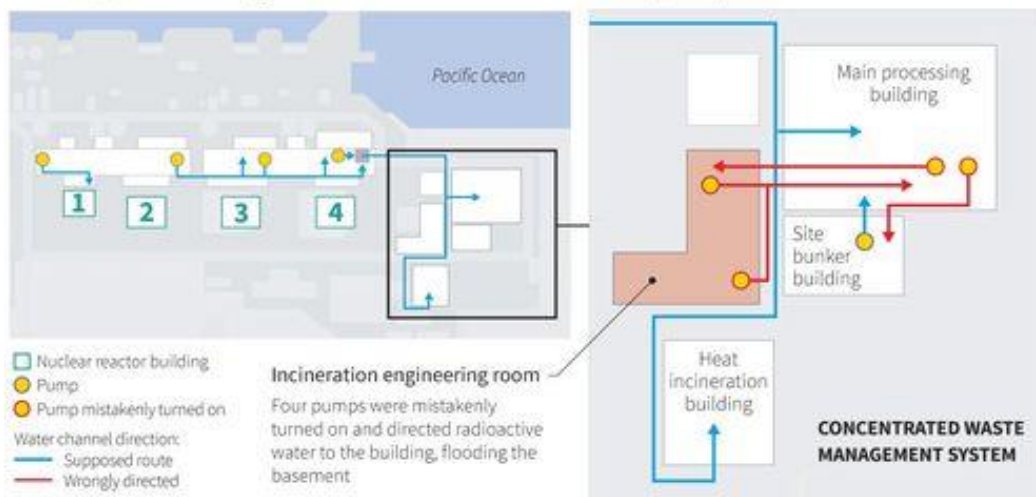 Pacific Ocean
1
2
3
4
Nuclear reactor building
Pump
Pump mistakenly turned on
Water channel direction:
Supposed route
Wrongly directed
Incineration engineering room
Four pumps were mistakenly
turned on and directed radioactive
water to the building, flooding the
basement
Main processing
building
Site
bunker
building
Heat
incineration
building
CONCENTRATED WASTE
MANAGEMENT SYSTEM